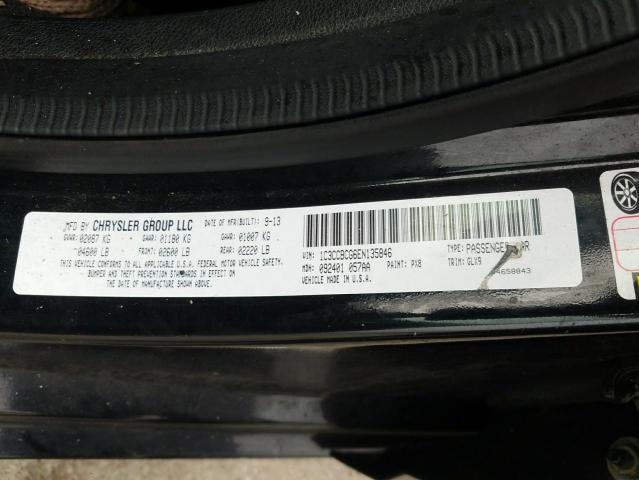 MFD BY CHRYSLER GROUP LLC DATE OF MFR(BUILT): 9-13
GVWR: 02087 KG GAWR: 01180 KG GAWR: 01007 KG
:04600 LB FRONT: 02600 LB REAR: 02220 LB
THIS VEHICLE CONFORMS TO ALL APPLICABLE U.S.A. FEDERAL MOTOR VEHICLE SAFETY,
BUMPER AND THEFT PREVENTION STANDARDS IN EFFECT ON
THE DATE OF MANUFACTURE SHOWN ABOVE.
VIN: 1C3CCBCG6EN135846 TYPE: PASSENGER
MDH: 092401 057AA PAINT: PX8 TRIM: GLX9
VEHICLE MADE IN U.S.A. 4658843